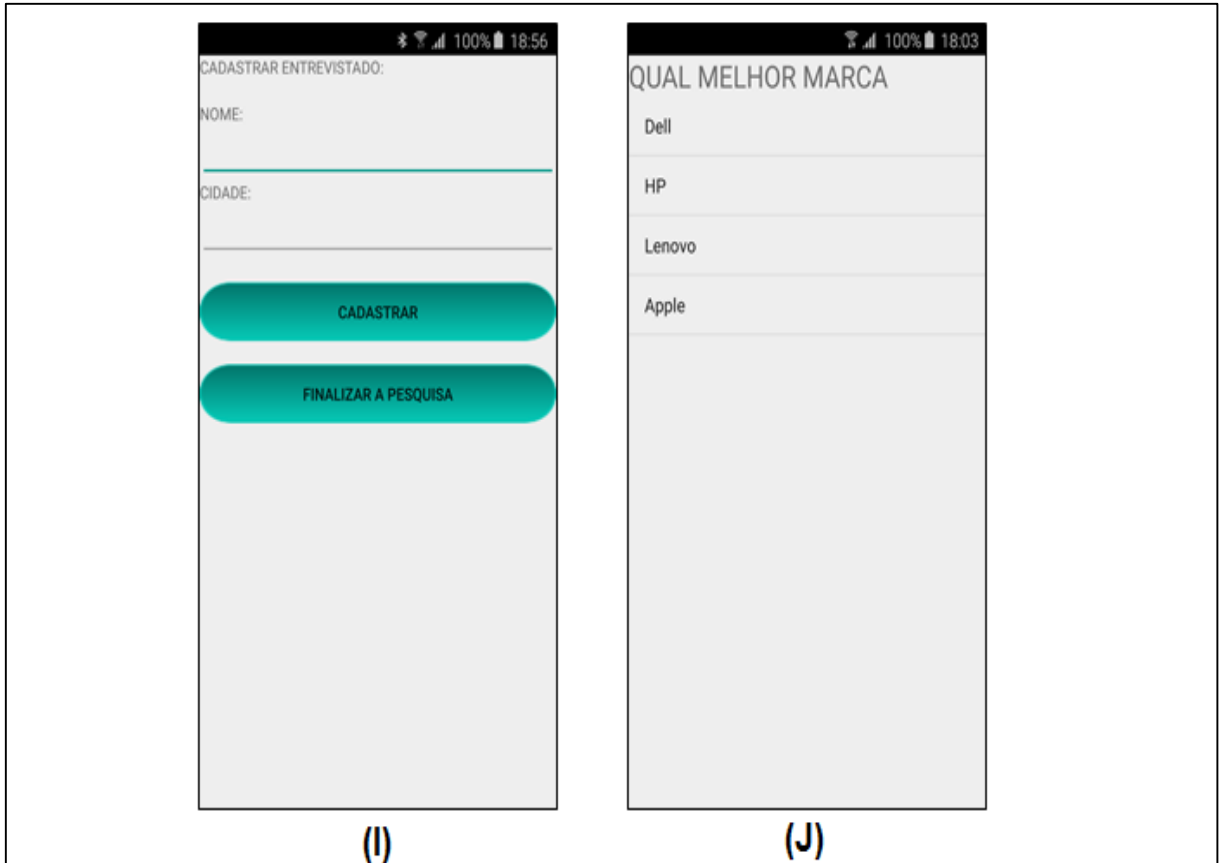 100% 18:56
CADASTRAR ENTREVISTADO:
NOME:
CIDADE:
CADASTRAR
FINALIZAR A PESQUISA
(I)
100% 18:03
QUAL MELHOR MARCA
Dell
HP
Lenovo
Apple
(J)